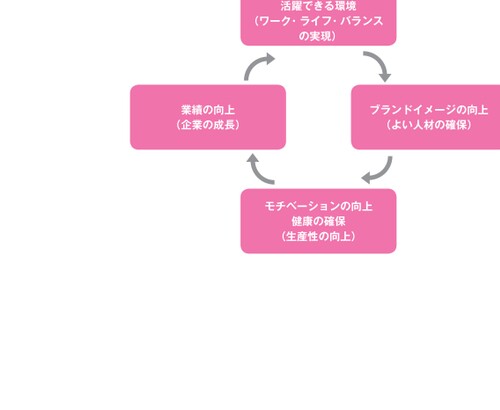 活躍できる環境
（ワーク・ライフ・バランス
の実現）
業績の向上
（企業の成長）
ブランドイメージの向上
（よい人材の確保）
モチベーションの向上
健康の確保
（生産性の向上）